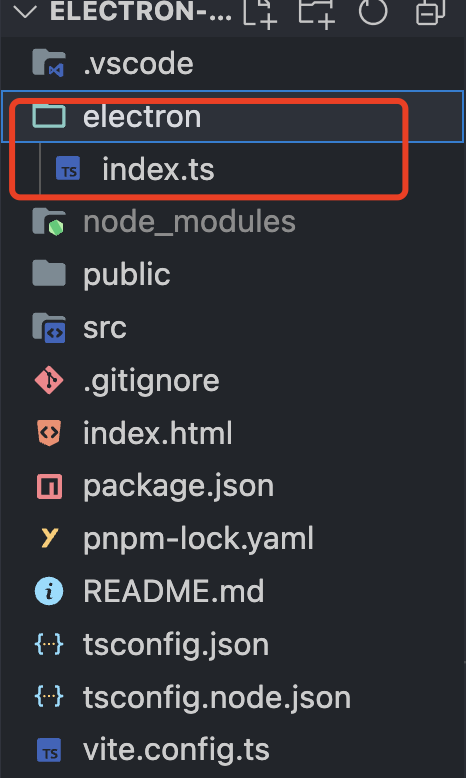 ELECTRON-...
.vscode
electron
TS index.ts
node_modules
public
src
.gitignore
index.html
package.json
pnpm-lock.yaml
README.md
tsconfig.json
tsconfig.node.json
TS vite.config.ts